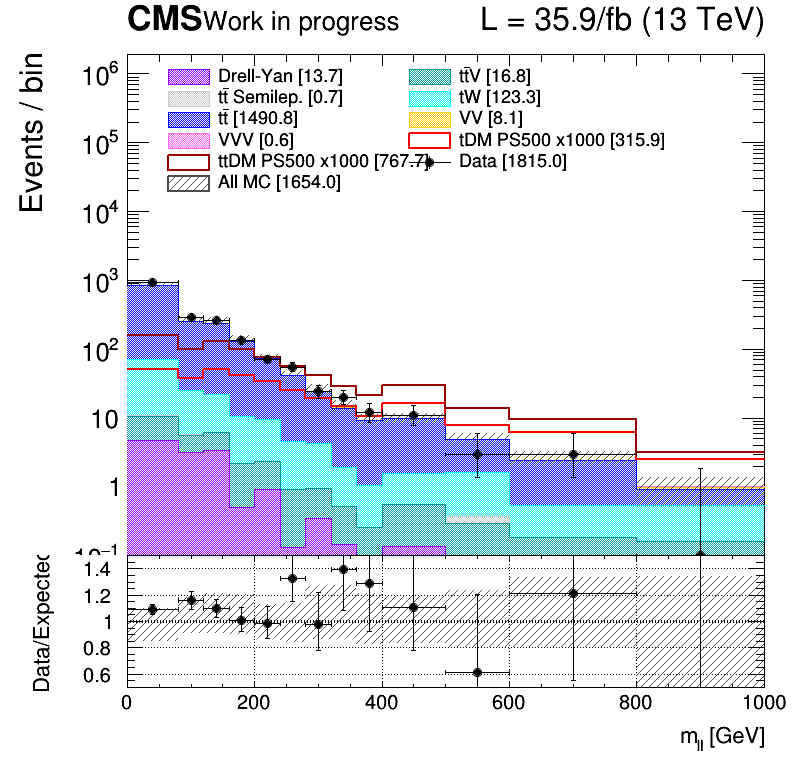 CMS Work in progress L = 35.9/fb (13 TeV)
Events / bin
10⁶
10⁵
10⁴
10³
10²
10
1
10⁻¹
Drell-Yan [13.7]
tt̄ Semilep. [0.7]
tt̄ [1490.8]
VVV [0.6]
ttDM PS500 x1000 [767.7]
All MC [1654.0]
tt̄V [16.8]
tW [123.3]
VV [8.1]
tDM PS500 x1000 [315.9]
Data [1815.0]
Data/Expected
1.4
1.2
1
0.8
0.6
0 200 400 600 800 1000
m_ll [GeV]